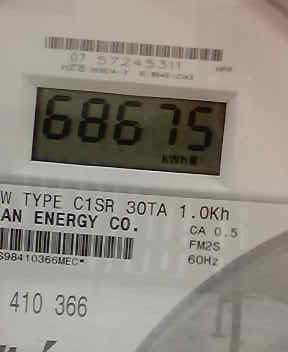 07 57245311
68675
kWh
W TYPE C1SR 30TA 1.0Kh
AN ENERGY CO.
CA 0.5
FM2S
60Hz
S98410366MEC
410 366